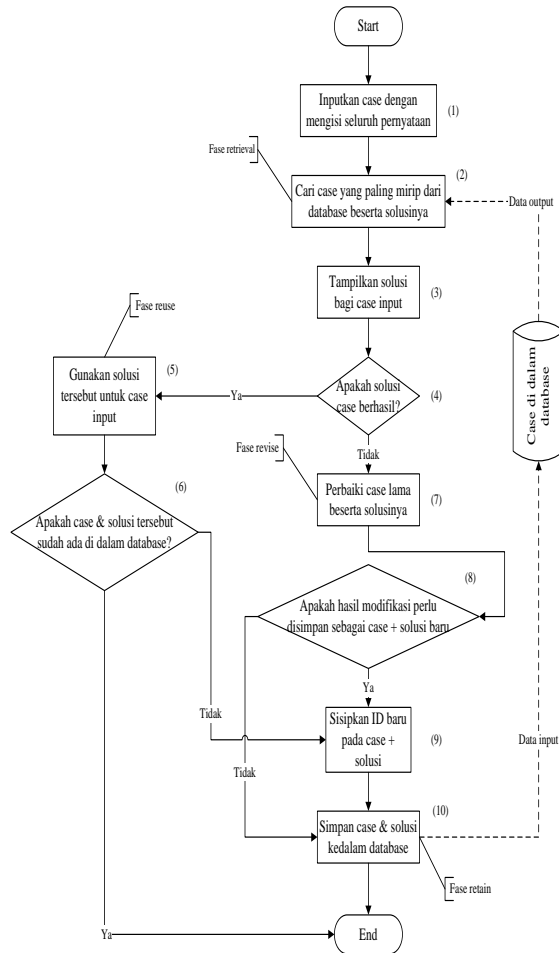 Start
Inputkan case dengan
mengisi seluruh pernyataan
(1)
Fase retrieval
(2)
Cari case yang paling mirip dari
database beserta solusinya
Data output
Tampilkan solusi
bagi case input
(3)
Fase reuse
Case di dalam
database
(5)
Gunakan solusi
tersebut untuk case
input
Ya
Apakah solusi
case berhasil?
(4)
Tidak
Fase revise
(6)
Perbaiki case lama
beserta solusinya
(7)
Apakah case & solusi tersebut
sudah ada di dalam database?
(8)
Apakah hasil modifikasi perlu
disimpan sebagai case + solusi baru
Ya
Tidak
Sisipkan ID baru
pada case +
solusi
(9)
Data input
Tidak
(10)
Simpan case & solusi
kedalam database
Fase retain
Ya
End